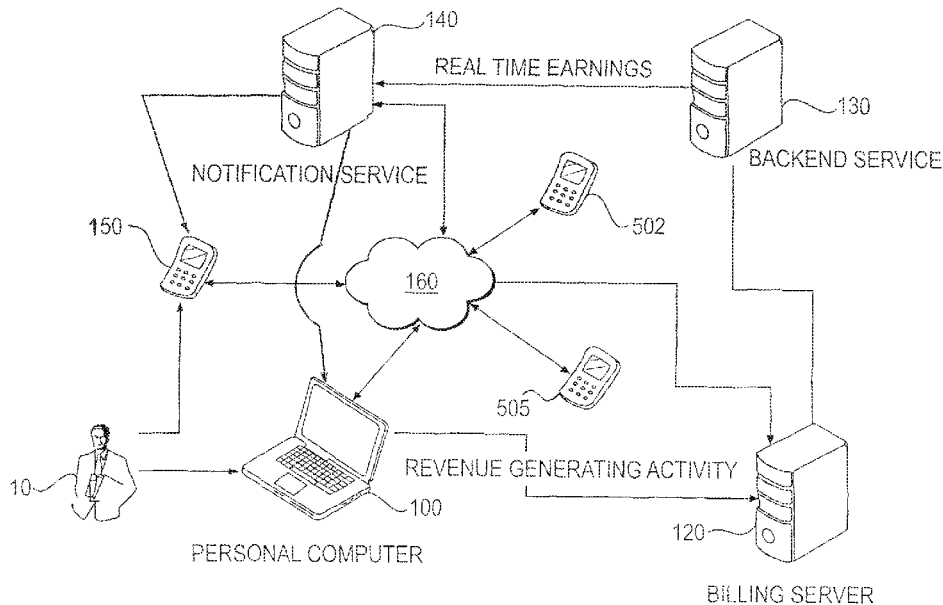 140
REAL TIME EARNINGS
130
NOTIFICATION SERVICE
BACKEND SERVICE
150
502
160
505
10
100
REVENUE GENERATING ACTIVITY
120
PERSONAL COMPUTER
BILLING SERVER